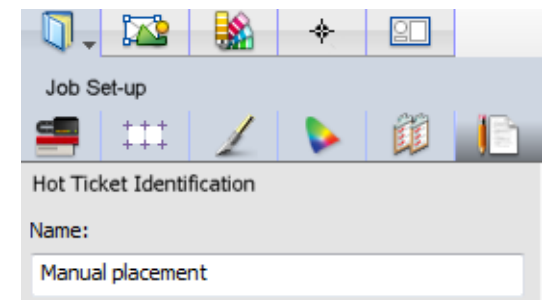 Job Set-up
Hot Ticket Identification
Name:
Manual placement